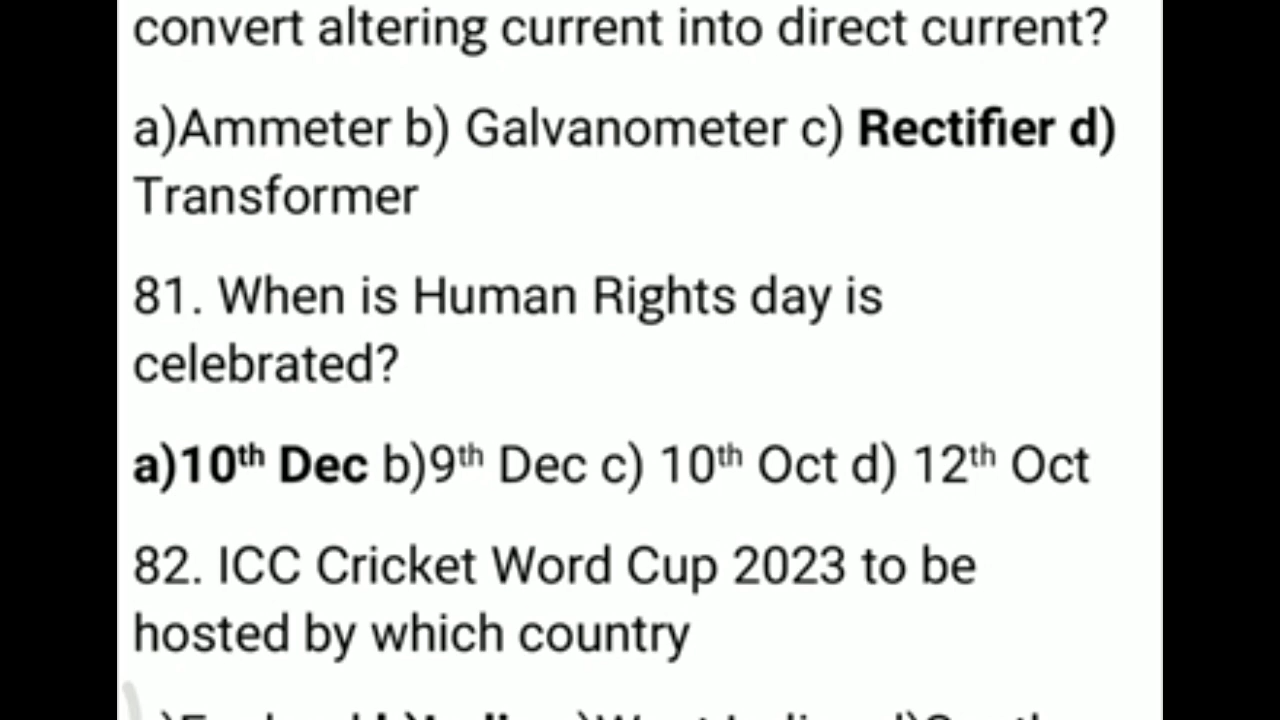 convert altering current into direct current?
a)Ammeter b) Galvanometer c) Rectifier d)
Transformer
81. When is Human Rights day is
celebrated?
a)10th Dec b)9th Dec c) 10th Oct d) 12th Oct
82. ICC Cricket Word Cup 2023 to be
hosted by which country